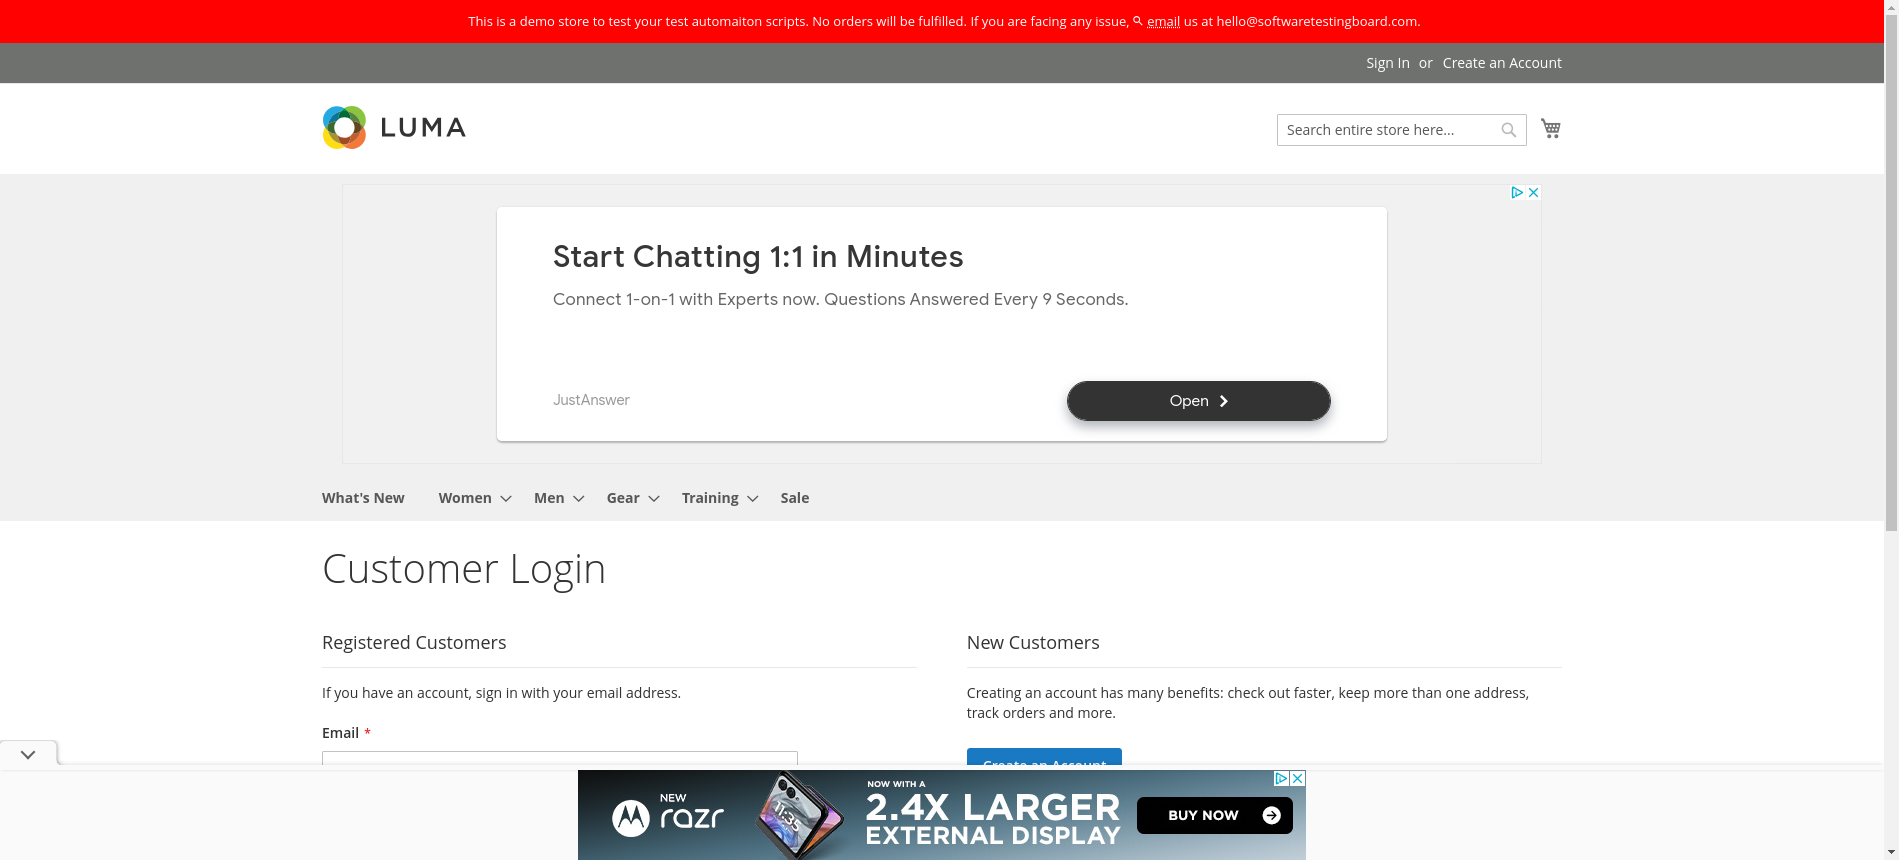 This is a demo store to test your test automaiton scripts. No orders will be fulfilled. If you are facing any issue, email us at hello@softwaretestingboard.com.
Sign In or Create an Account
LUMA
Search entire store here...
Start Chatting 1:1 in Minutes
Connect 1-on-1 with Experts now. Questions Answered Every 9 Seconds.
JustAnswer
Open
What's New Women Men Gear Training Sale
Customer Login
Registered Customers
If you have an account, sign in with your email address.
Email *
New Customers
Creating an account has many benefits: check out faster, keep more than one address,
track orders and more.
Create an Account
NEW
razr
11:35
NOW WITH A
2.4X LARGER
EXTERNAL DISPLAY
BUY NOW